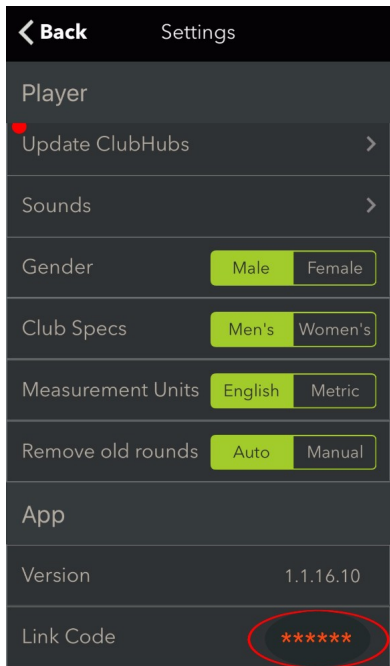 Back Settings
Player
Update ClubHubs
Sounds
Gender Male Female
Club Specs Men's Women's
Measurement Units English Metric
Remove old rounds Auto Manual
App
Version 1.1.16.10
Link Code ******